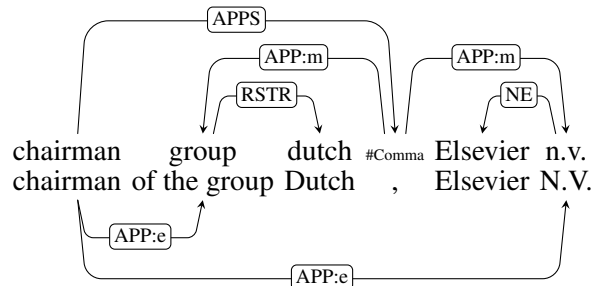 APPS
APP:m APP:m
RSTR NE
chairman group dutch #Comma Elsevier n.v.
chairman of the group Dutch , Elsevier N.V.
APP:e
APP:e